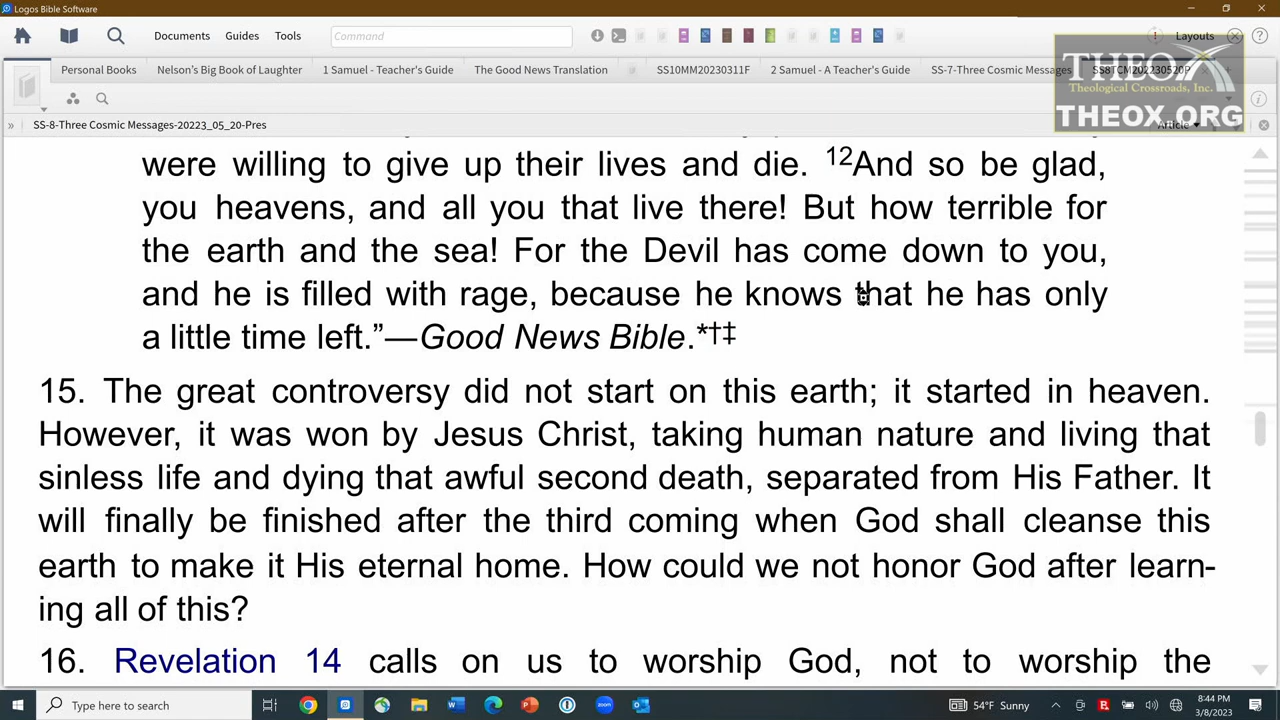 Logos Bible Software
Documents Guides Tools Command Layouts
Personal Books Nelson's Big Book of Laughter 1 Samuel The Good News Translation SS10MM20230311F 2 Samuel - A Teacher's Guide SS-7-Three Cosmic Messages
THEOX
Theological Crossroads, Inc.
THEOX.ORG
SS-8-Three Cosmic Messages-20223_05_20-Pres Article
were willing to give up their lives and die. 12And so be glad,
you heavens, and all you that live there! But how terrible for
the earth and the sea! For the Devil has come down to you,
and he is filled with rage, because he knows that he has only
a little time left.”—Good News Bible.*†‡
15. The great controversy did not start on this earth; it started in heaven.
However, it was won by Jesus Christ, taking human nature and living that
sinless life and dying that awful second death, separated from His Father. It
will finally be finished after the third coming when God shall cleanse this
earth to make it His eternal home. How could we not honor God after learn-
ing all of this?
16. Revelation 14 calls on us to worship God, not to worship the
Type here to search 54°F Sunny 8:44 PM
3/8/2023